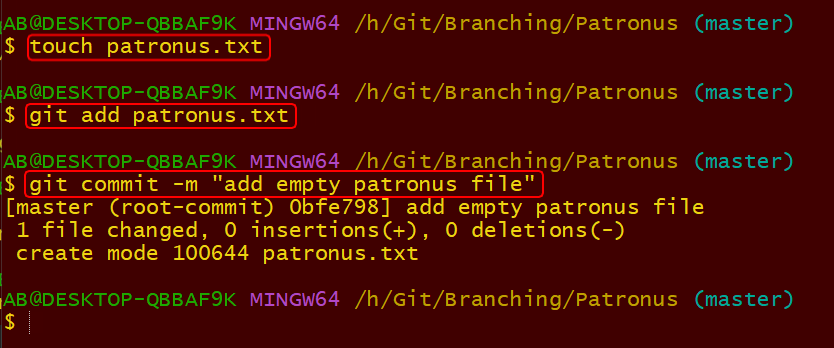 AB@DESKTOP-QBBAF9K MINGW64 /h/Git/Branching/Patronus (master)
$ touch patronus.txt
AB@DESKTOP-QBBAF9K MINGW64 /h/Git/Branching/Patronus (master)
$ git add patronus.txt
AB@DESKTOP-QBBAF9K MINGW64 /h/Git/Branching/Patronus (master)
$ git commit -m "add empty patronus file"
[master (root-commit) 0bfe798] add empty patronus file
1 file changed, 0 insertions(+), 0 deletions(-)
create mode 100644 patronus.txt
AB@DESKTOP-QBBAF9K MINGW64 /h/Git/Branching/Patronus (master)
$